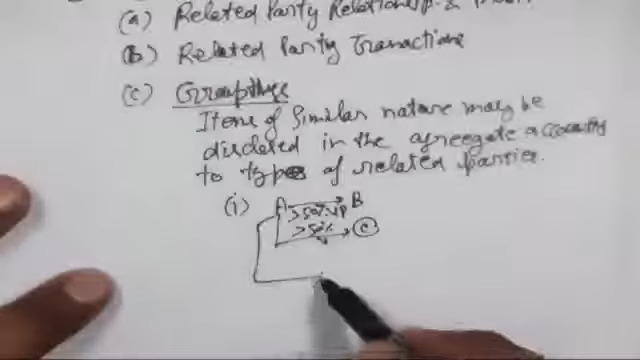 (a) Related Party Relationship. &
(b) Related Party Transactions
(c) Groupings
Items of Similar nature may be
disclosed in the agreegate according
to types of related parties.
(i) A B
>50% VP
>50% C